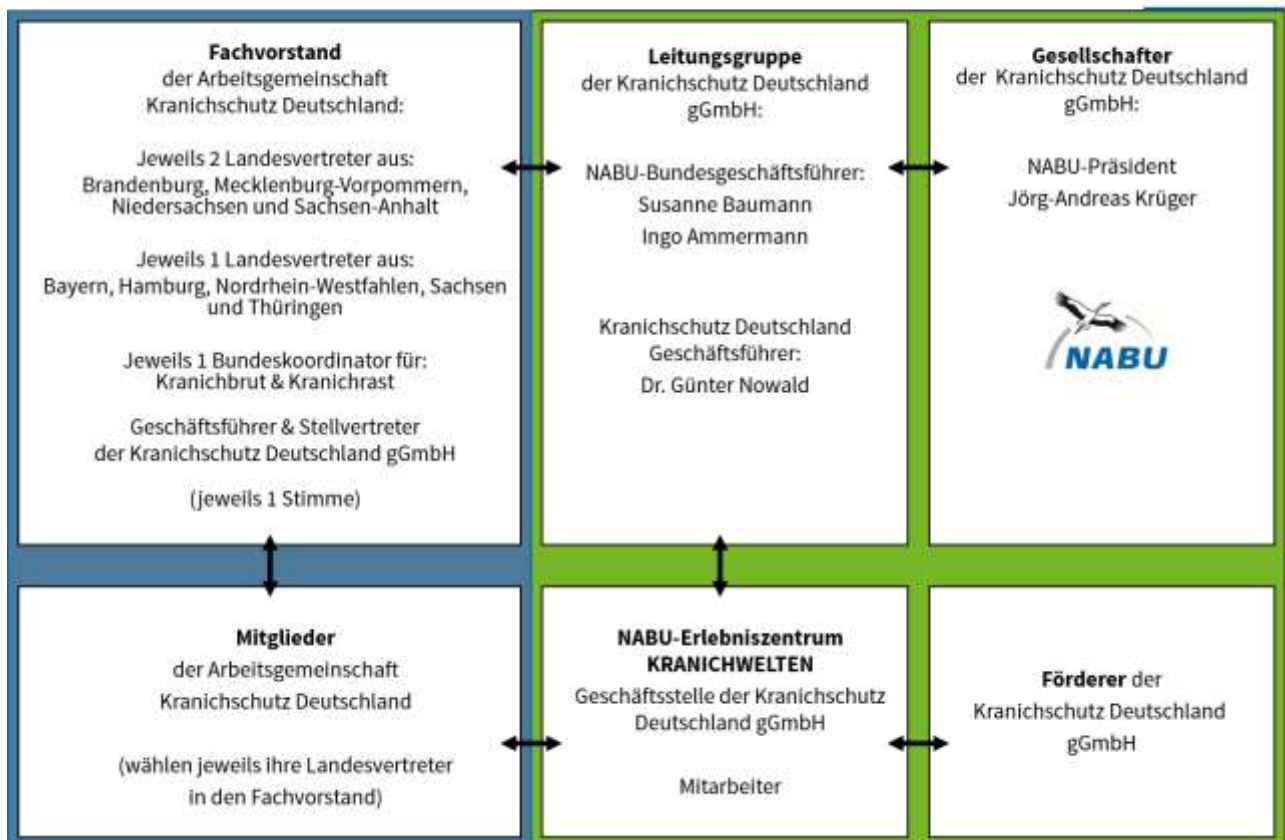 Fachvorstand
der Arbeitsgemeinschaft
Kranichschutz Deutschland:
Jeweils 2 Landesvertreter aus:
Brandenburg, Mecklenburg-Vorpommern,
Niedersachsen und Sachsen-Anhalt
Jeweils 1 Landesvertreter aus:
Bayern, Hamburg, Nordrhein-Westfahlen, Sachsen
und Thüringen
Jeweils 1 Bundeskoordinator für:
Kranichbrut & Kranichrast
Geschäftsführer & Stellvertreter
der Kranichschutz Deutschland gGmbH
(jeweils 1 Stimme)
Leitungsgruppe
der Kranichschutz Deutschland
gGmbH:
NABU-Bundesgeschäftsführer:
Susanne Baumann
Ingo Ammermann
Kranichschutz Deutschland
Geschäftsführer:
Dr. Günter Nowald
Gesellschafter
der Kranichschutz Deutschland
gGmbH:
NABU-Präsident
Jörg-Andreas Krüger
NABU
Mitglieder
der Arbeitsgemeinschaft
Kranichschutz Deutschland
(wählen jeweils ihre Landesvertreter
in den Fachvorstand)
NABU-Erlebniszentrum
KRANICHWELTEN
Geschäftsstelle der Kranichschutz
Deutschland gGmbH
Mitarbeiter
Förderer der
Kranichschutz Deutschland
gGmbH